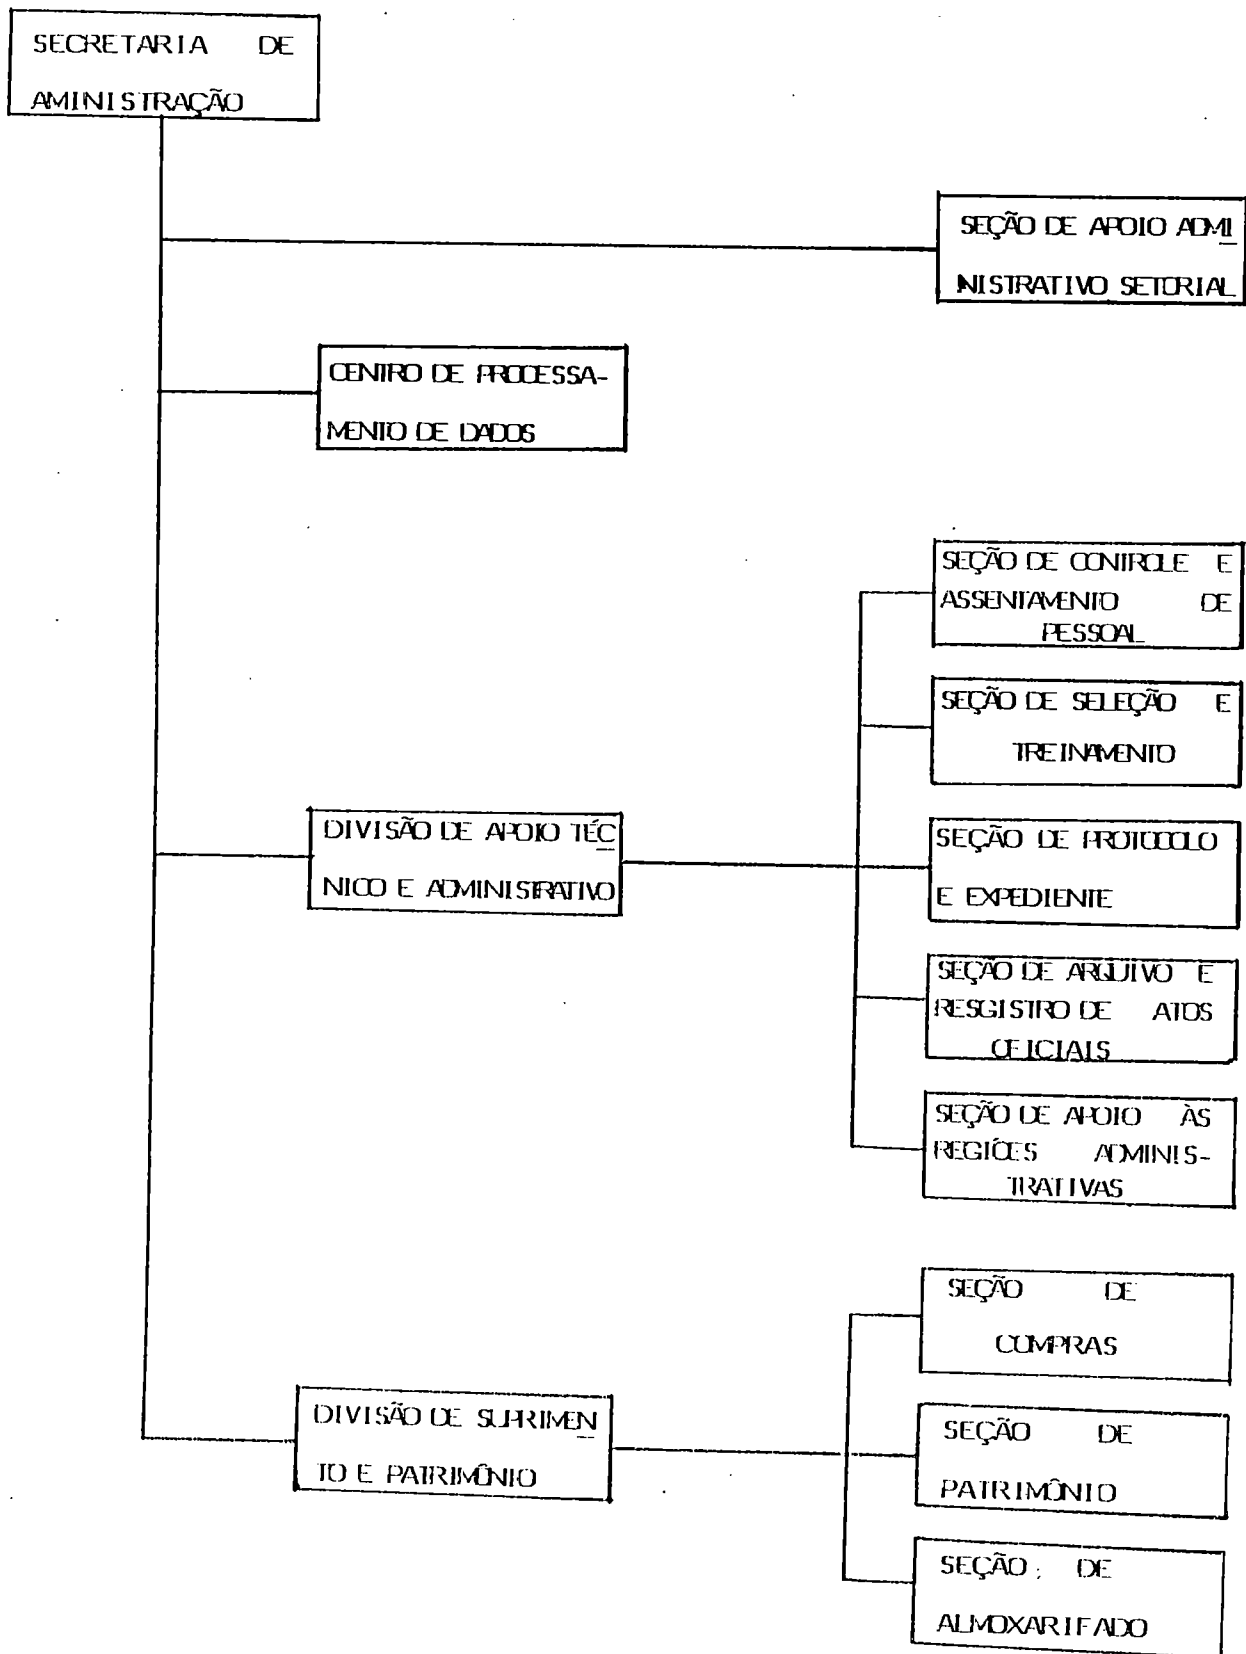 SECRETARIA DE
AMINISTRAÇÃO
SEÇÃO DE APOIO ADMI
NISTRATIVO SETORIAL
CENTRO DE PROCESSA-
MENTO DE DADOS
SEÇÃO DE CONTROLE E
ASSENTAMENTO DE
PESSOAL
SEÇÃO DE SELEÇÃO E
TREINAMENTO
DIVISÃO DE APOIO TÉC
NICO E ADMINISTRATIVO
SEÇÃO DE PROTOCOLO
E EXPEDIENTE
SEÇÃO DE ARQUIVO E
RESGISTRO DE ATOS
OFICIAIS
SEÇÃO DE APOIO ÀS
REGIÕES ADMINIS-
TRATIVAS
SEÇÃO DE
COMPRAS
DIVISÃO DE SUPRIMEN
TO E PATRIMÔNIO
SEÇÃO DE
PATRIMÔNIO
SEÇÃO DE
ALMOXARIFADO